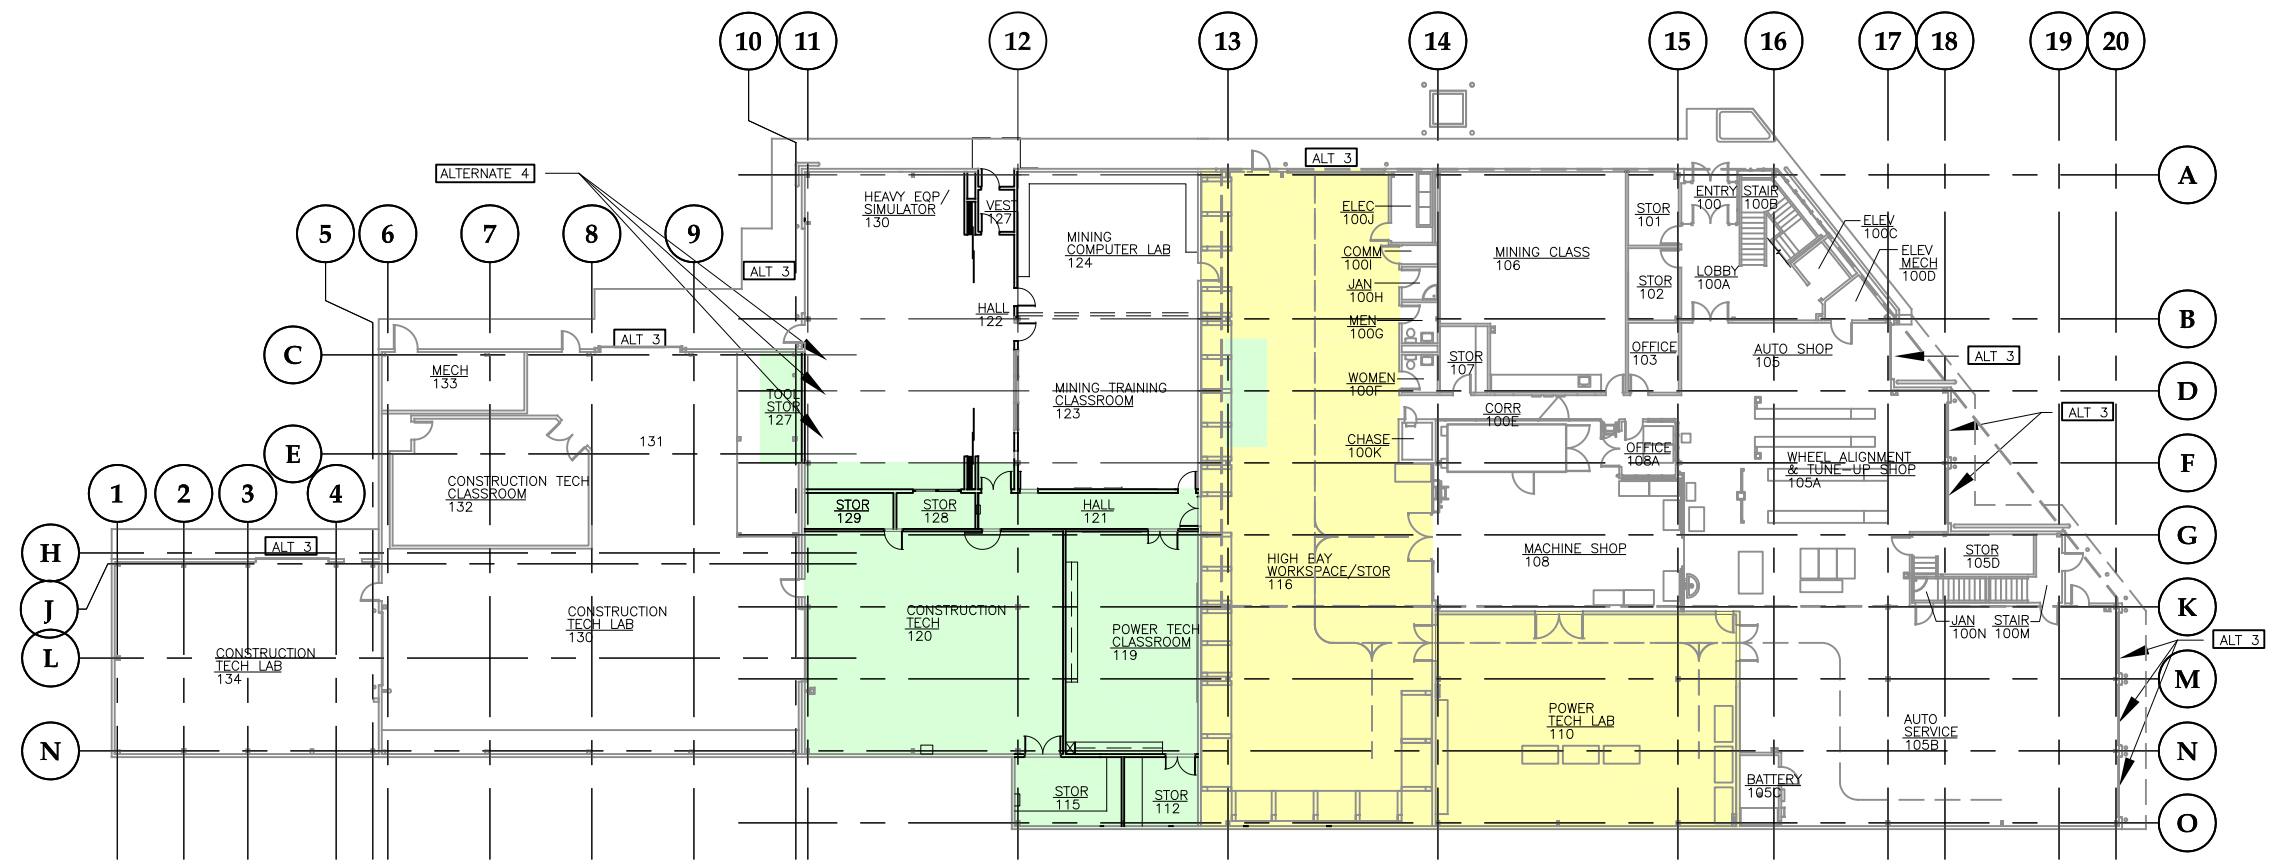 10
11
12
13
14
15
16
17
18
19
20
ALT 3
ALTERNATE 4
A
HEAVY EQP/
SIMULATOR
130
VEST
127
ELEC
100J
STOR
101
ENTRY
100
STAIR
100B
ELEV
100C
5
6
7
8
9
MINING
COMPUTER LAB
124
COMM
100I
MINING CLASS
106
ELEV
MECH
100D
ALT 3
JAN
100H
STOR
102
LOBBY
100A
HALL
122
MEN
100G
B
C
ALT 3
MECH
133
STOR
107
OFFICE
103
AUTO SHOP
105
ALT 3
TOOL
STOR
127
MINING TRAINING
CLASSROOM
123
WOMEN
100F
D
CORR
100E
ALT 3
131
CHASE
100K
OFFICE
108A
E
WHEEL ALIGNMENT
& TUNE-UP SHOP
105A
F
CONSTRUCTION TECH
CLASSROOM
132
1
2
3
4
STOR
129
STOR
128
HALL
121
G
H
ALT 3
HIGH BAY
WORKSPACE/STOR
116
MACHINE SHOP
108
STOR
105D
J
CONSTRUCTION
TECH LAB
130
CONSTRUCTION
TECH
120
POWER TECH
CLASSROOM
119
JAN
100N
STAIR
100M
K
L
CONSTRUCTION
TECH LAB
134
ALT 3
M
POWER
TECH LAB
110
AUTO
SERVICE
105B
N
N
STOR
115
STOR
112
BATTERY
105C
O